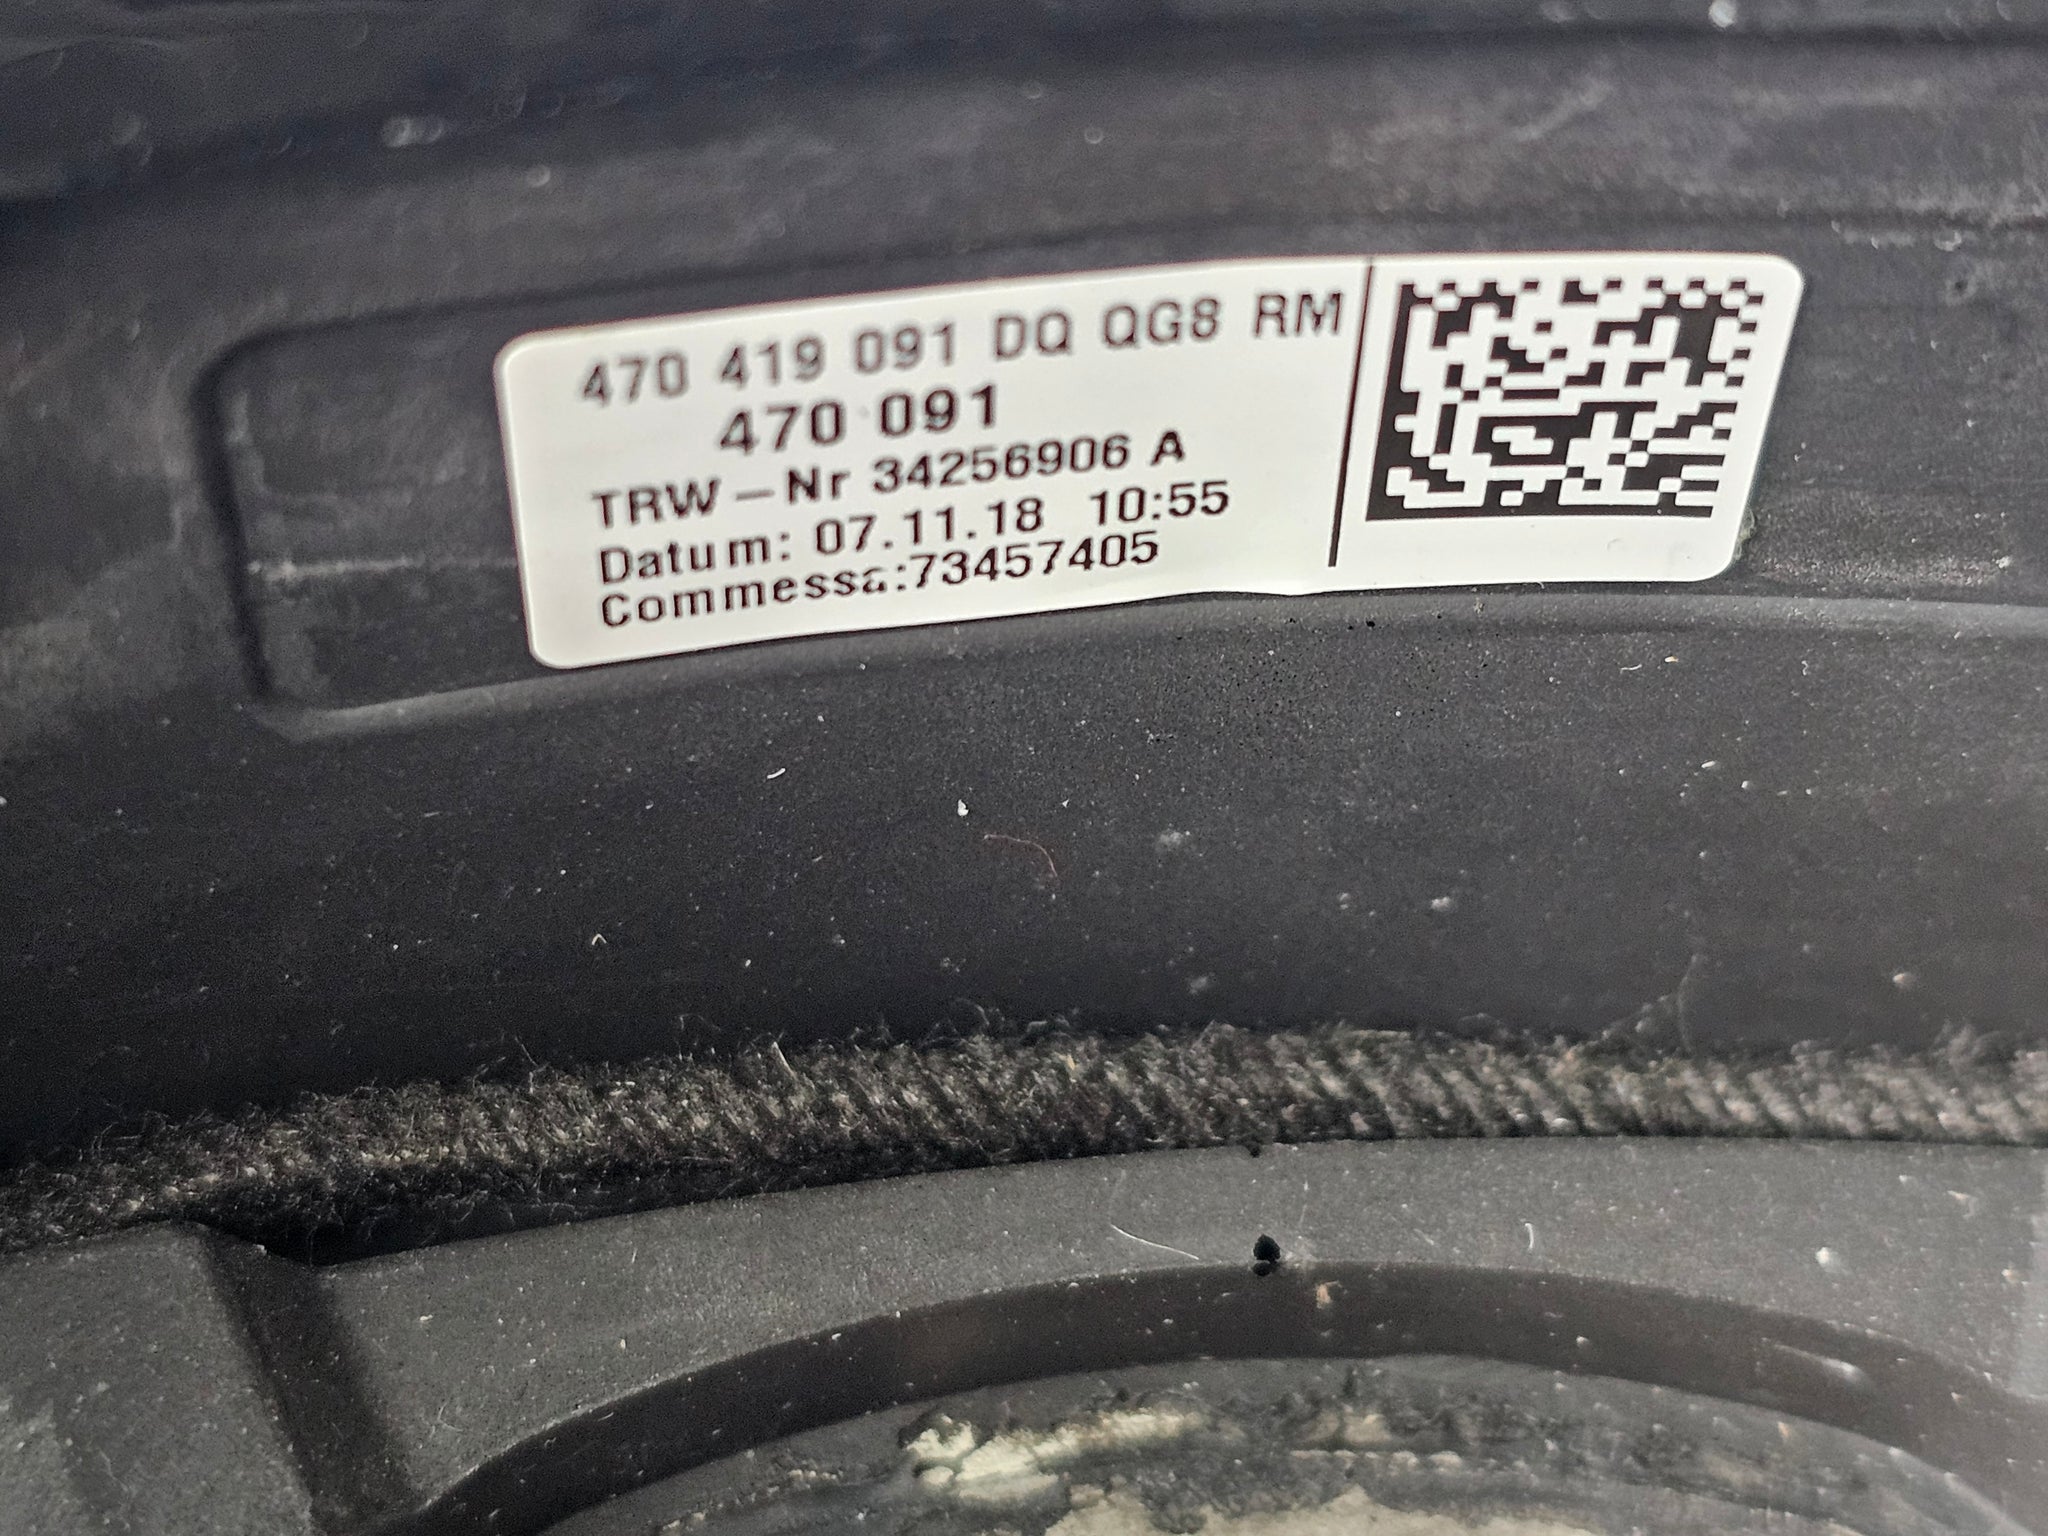 470 419 091 DQ QG8 RM
470 091
TRW-Nr 34256906 A
Datum: 07.11.18 10:55
Commessa:73457405